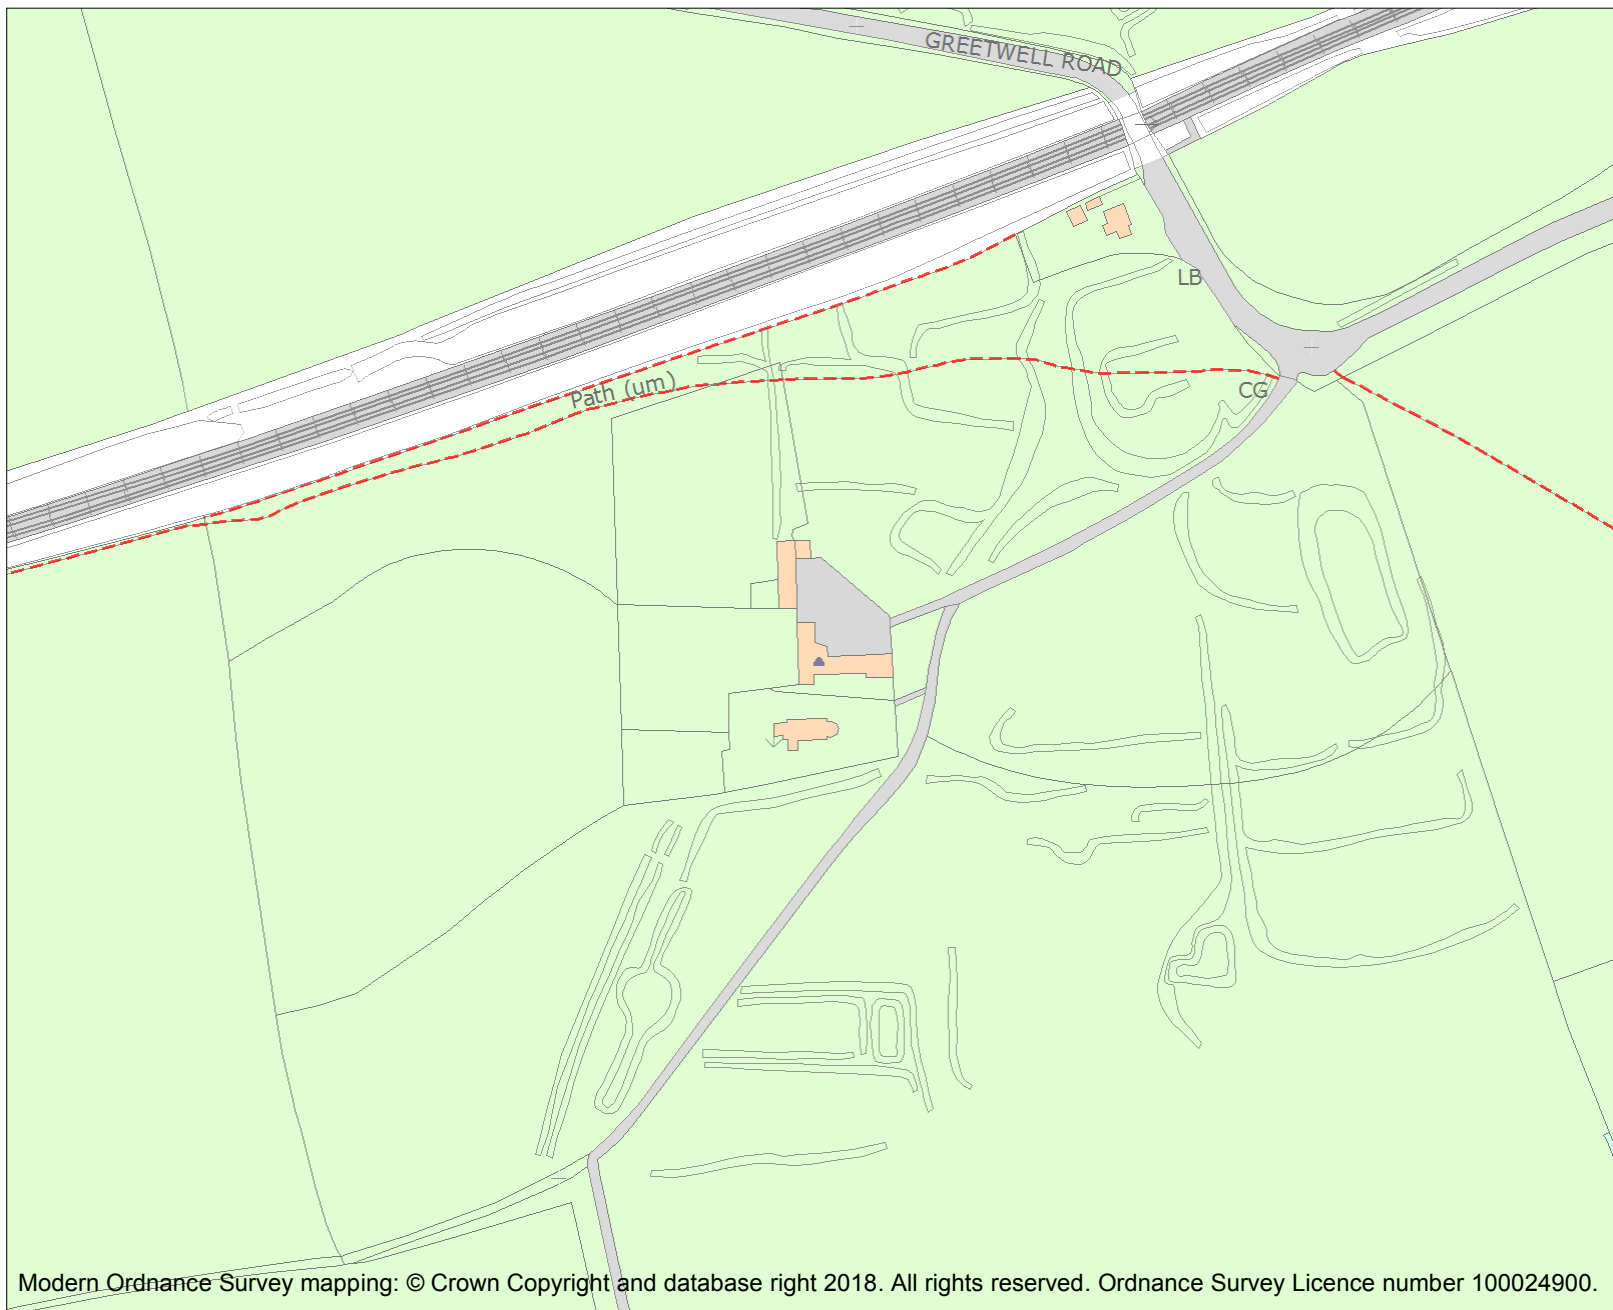 GREETWELL ROAD
LB
Path (um)
CG
Modern Ordnance Survey mapping: © Crown Copyright and database right 2018. All rights reserved. Ordnance Survey Licence number 100024900.